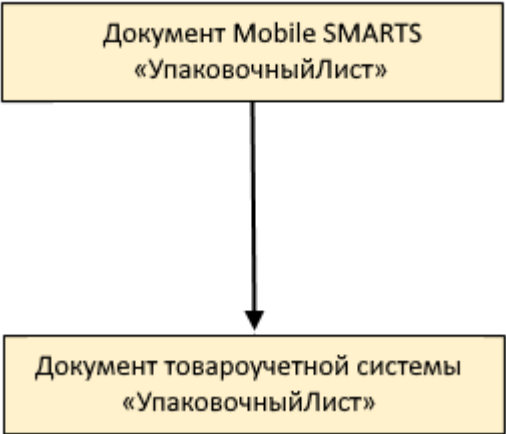 Документ Mobile SMARTS
«УпаковочныйЛист»
Документ товароучетной системы
«УпаковочныйЛист»